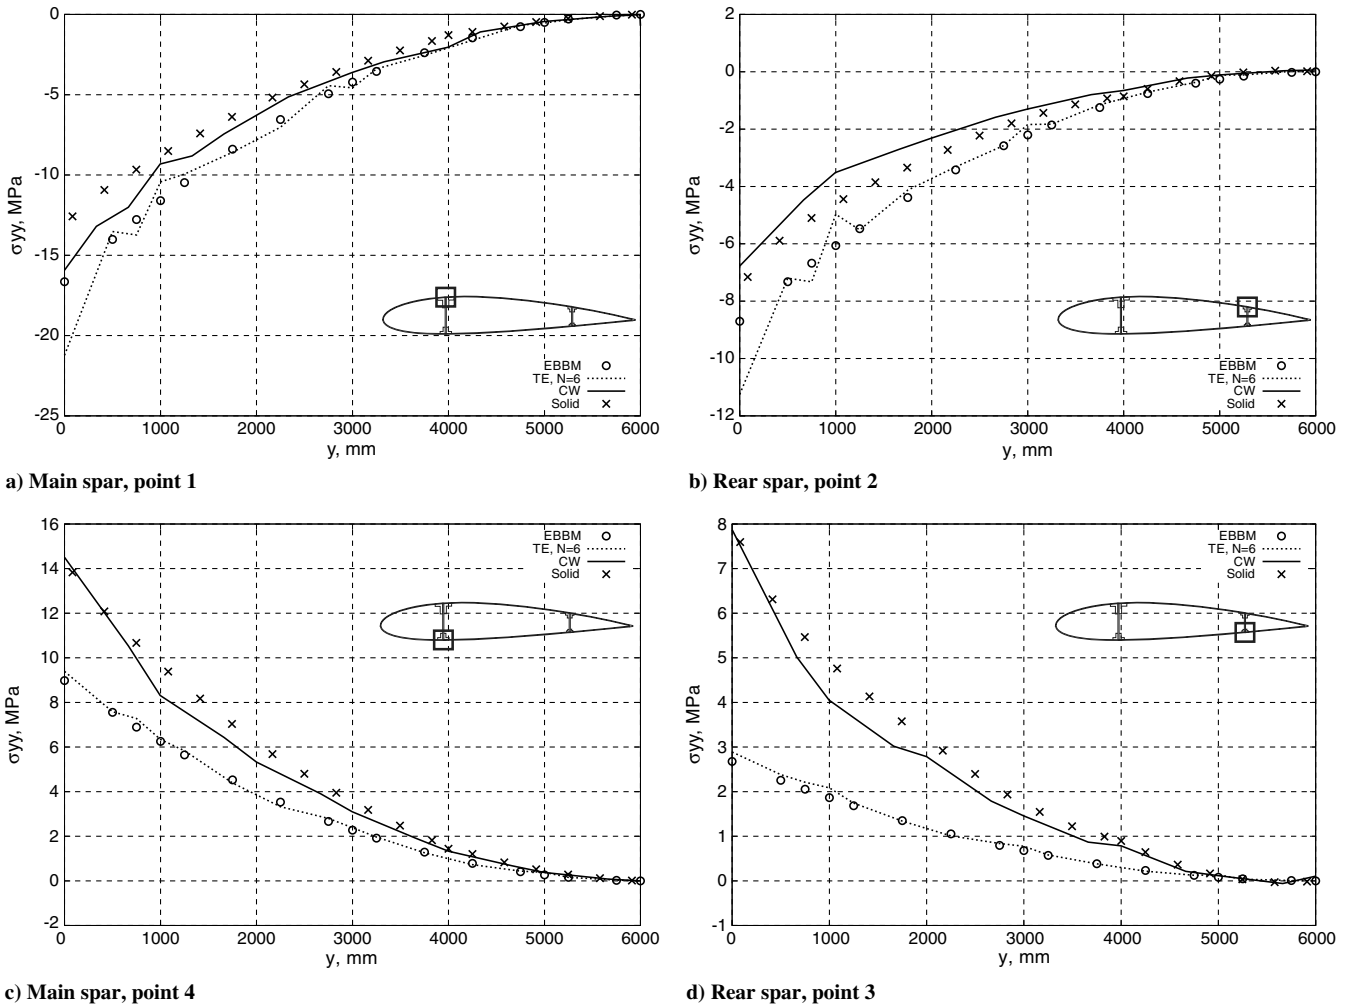 0
-5
-10
-15
-20
-25
σyy, MPa
0 1000 2000 3000 4000 5000 6000
y, mm
EBBM
TE, N=6
CW
Solid
a) Main spar, point 1
2
0
-2
-4
-6
-8
-10
-12
σyy, MPa
0 1000 2000 3000 4000 5000 6000
y, mm
EBBM
TE, N=6
CW
Solid
b) Rear spar, point 2
16
14
12
10
8
6
4
2
0
-2
σyy, MPa
0 1000 2000 3000 4000 5000 6000
y, mm
EBBM
TE, N=6
CW
Solid
c) Main spar, point 4
8
7
6
5
4
3
2
1
0
-1
σyy, MPa
0 1000 2000 3000 4000 5000 6000
y, mm
EBBM
TE, N=6
CW
Solid
d) Rear spar, point 3